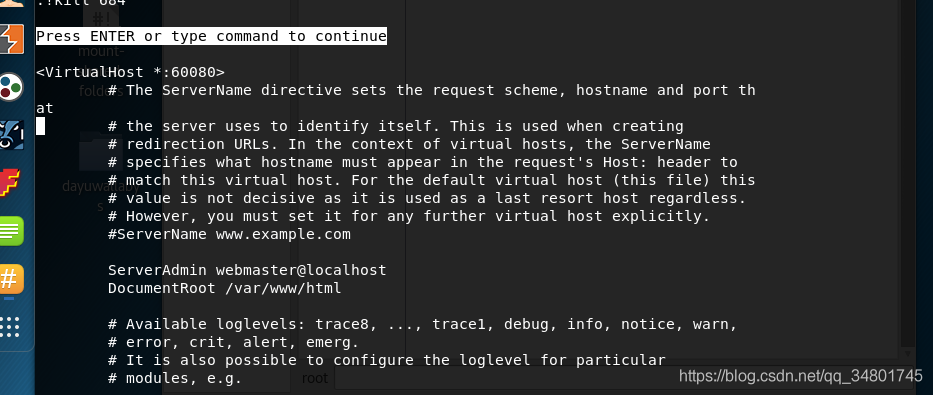 :!kill 684
Press ENTER or type command to continue
<VirtualHost *:60080>
# The ServerName directive sets the request scheme, hostname and port th
at
# the server uses to identify itself. This is used when creating
# redirection URLs. In the context of virtual hosts, the ServerName
# specifies what hostname must appear in the request's Host: header to
# match this virtual host. For the default virtual host (this file) this
# value is not decisive as it is used as a last resort host regardless.
# However, you must set it for any further virtual host explicitly.
#ServerName www.example.com
ServerAdmin webmaster@localhost
DocumentRoot /var/www/html
# Available loglevels: trace8, ..., trace1, debug, info, notice, warn,
# error, crit, alert, emerg.
# It is also possible to configure the loglevel for particular
# modules, e.g.
#!
mount-
folders
dayuwallaby
s
root
https://blog.csdn.net/qq_34801745